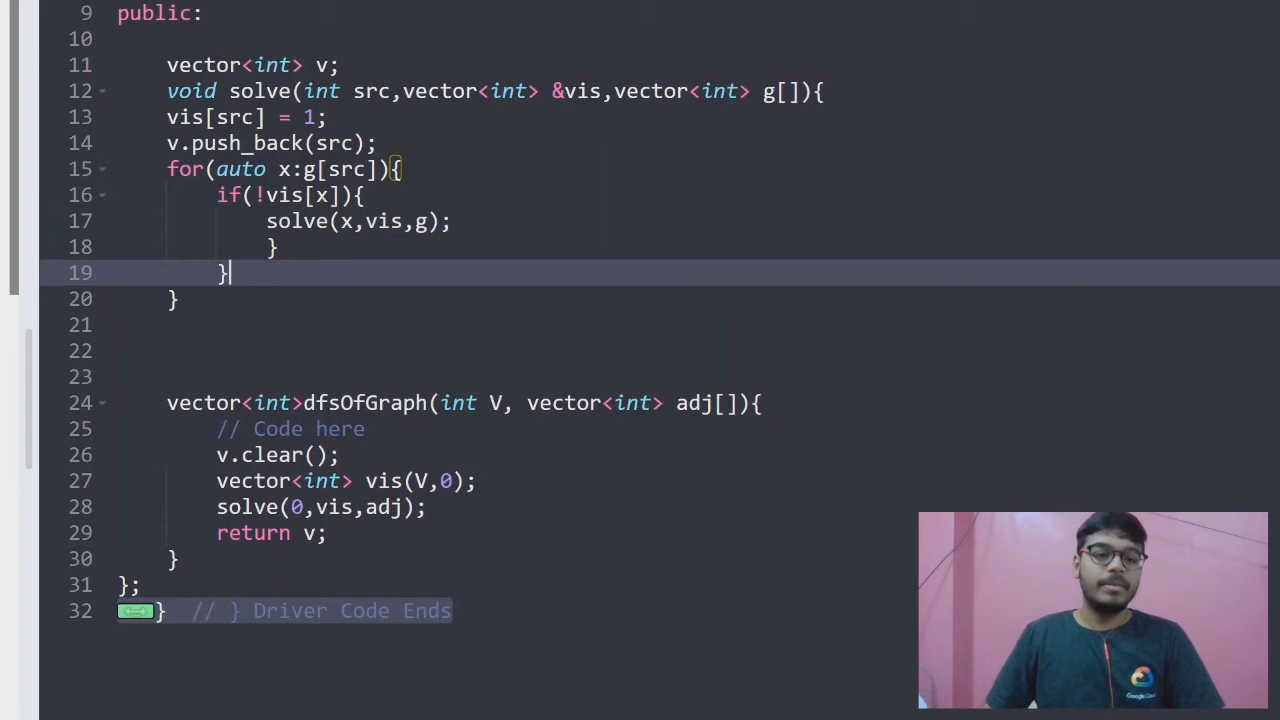 9 public:
10
11 vector<int> v;
12 void solve(int src,vector<int> &vis,vector<int> g[]){
13 vis[src] = 1;
14 v.push_back(src);
15 for(auto x:g[src]){
16 if(!vis[x]){
17 solve(x,vis,g);
18 }
19 }
20 }
21
22
23
24 vector<int>dfsOfGraph(int V, vector<int> adj[]){
25 // Code here
26 v.clear();
27 vector<int> vis(V,0);
28 solve(0,vis,adj);
29 return v;
30 }
31 };
32 } // } Driver Code Ends
Google Cloud